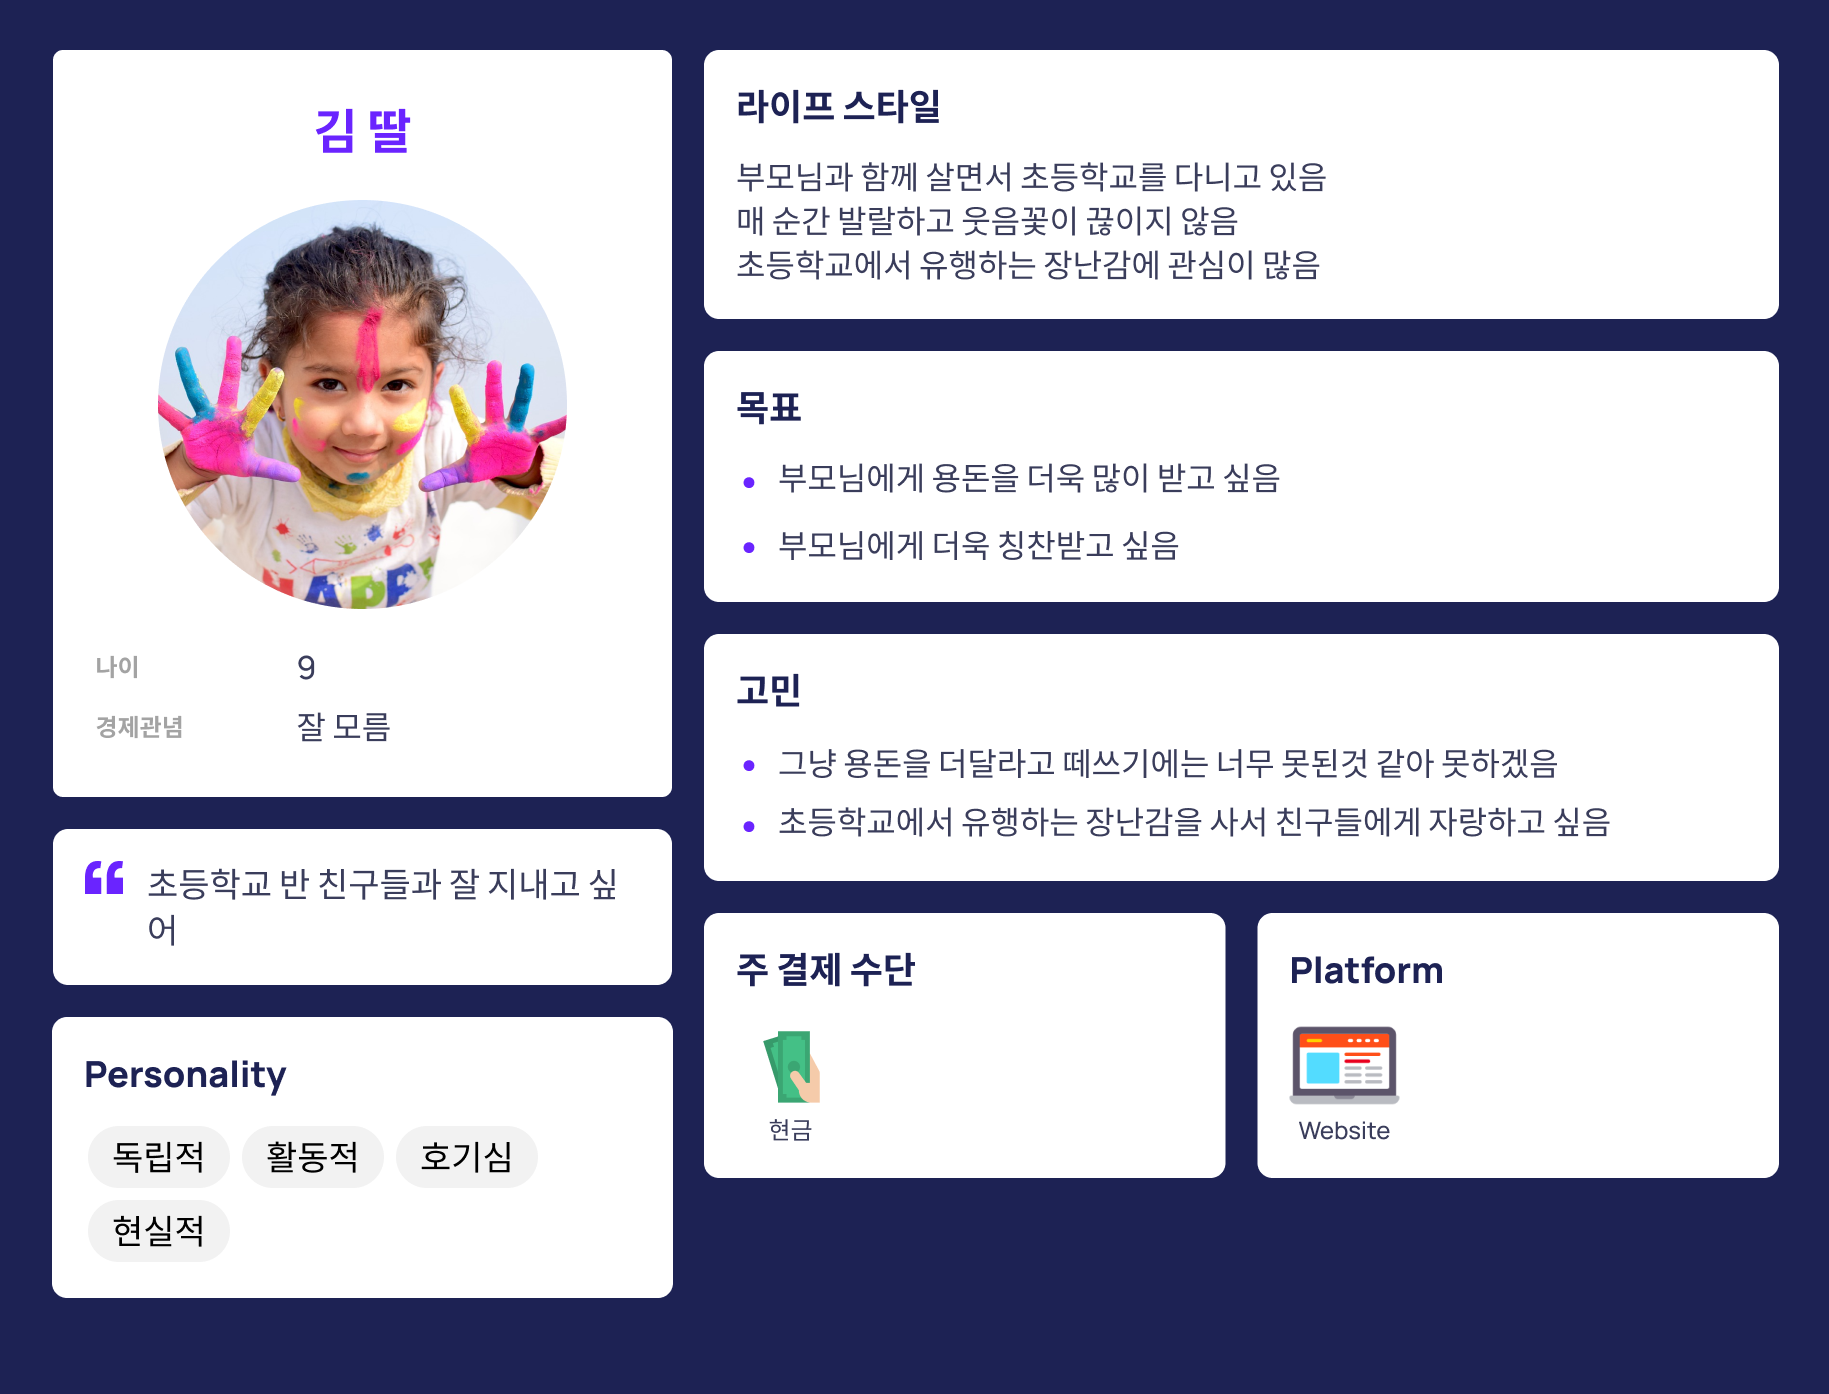 김 딸
나이 9
경제관념 잘 모름
초등학교 반 친구들과 잘 지내고 싶
어
Personality
독립적 활동적 호기심
현실적
라이프 스타일
부모님과 함께 살면서 초등학교를 다니고 있음
매 순간 발랄하고 웃음꽃이 끊이지 않음
초등학교에서 유행하는 장난감에 관심이 많음
목표
부모님에게 용돈을 더욱 많이 받고 싶음
부모님에게 더욱 칭찬받고 싶음
고민
그냥 용돈을 더달라고 떼쓰기에는 너무 못된것 같아 못하겠음
초등학교에서 유행하는 장난감을 사서 친구들에게 자랑하고 싶음
주 결제 수단
현금
Platform
Website